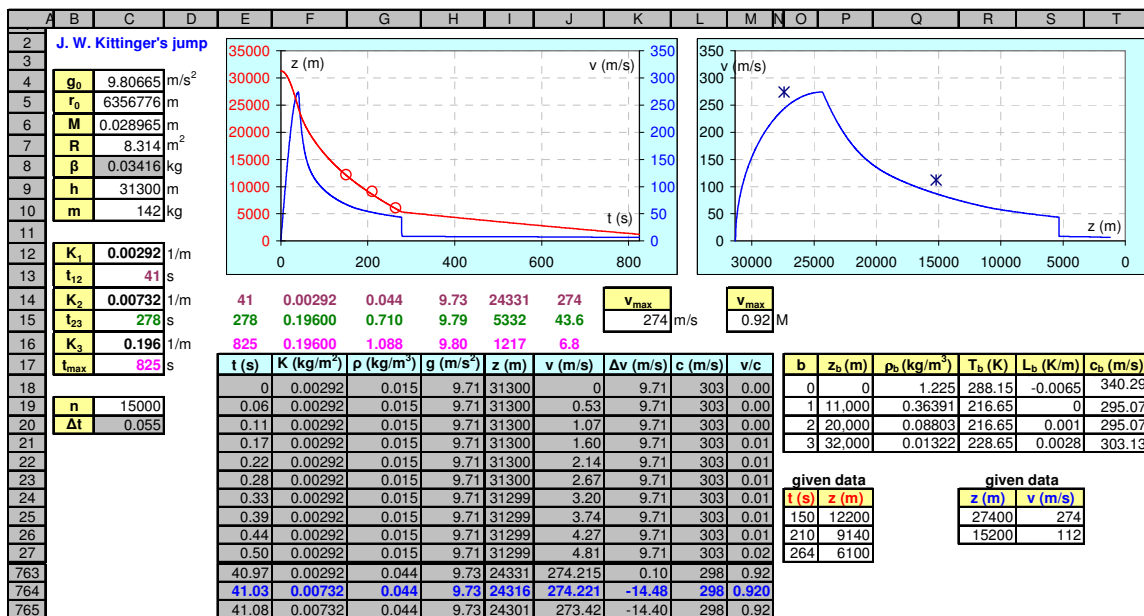 A B C D E F G H I J K L M N O P Q R S T
2 J. W. Kittinger's jump
3
4 g0 9.80665 m/s2
5 r0 6356776 m
6 M 0.028965 m
7 R 8.314 m2
8 β 0.03416 kg
9 h 31300 m
10 m 142 kg
11
35000 30000 25000 20000 15000 10000 5000 0
z (m) v (m/s) t (s)
350 300 250 200 150 100 50 0
0 200 400 600 800
350 300 250 200 150 100 50 0
v (m/s) z (m)
30000 25000 20000 15000 10000 5000 0
12 K1 0.00292 1/m
13 t12 41 s
14 K2 0.00732 1/m 41 0.00292 0.044 9.73 24331 274 vmax vmax
15 t23 278 s 278 0.19600 0.710 9.79 5332 43.6 274 m/s 0.92 M
16 K3 0.196 1/m 825 0.19600 1.088 9.80 1217 6.8
17 tmax 825 s t (s) K (kg/m2) ρ (kg/m3) g (m/s2) z (m) v (m/s) Δv (m/s) c (m/s) v/c b zb (m) ρb (kg/m3) Tb (K) Lb (K/m) cb (m/s)
18 0 0.00292 0.015 9.71 31300 0 9.71 303 0.00 0 0 1.225 288.15 -0.0065 340.29
19 n 15000 0.06 0.00292 0.015 9.71 31300 0.53 9.71 303 0.00 1 11,000 0.36391 216.65 0 295.07
20 Δt 0.055 0.11 0.00292 0.015 9.71 31300 1.07 9.71 303 0.00 2 20,000 0.08803 216.65 0.001 295.07
21 0.17 0.00292 0.015 9.71 31300 1.60 9.71 303 0.01 3 32,000 0.01322 228.65 0.0028 303.13
22 0.22 0.00292 0.015 9.71 31300 2.14 9.71 303 0.01
23 0.28 0.00292 0.015 9.71 31300 2.67 9.71 303 0.01 given data given data
24 0.33 0.00292 0.015 9.71 31299 3.20 9.71 303 0.01 t (s) z (m) z (m) v (m/s)
25 0.39 0.00292 0.015 9.71 31299 3.74 9.71 303 0.01 150 12200 27400 274
26 0.44 0.00292 0.015 9.71 31299 4.27 9.71 303 0.01 210 9140 15200 112
27 0.50 0.00292 0.015 9.71 31299 4.81 9.71 303 0.02 264 6100
763 40.97 0.00292 0.044 9.73 24331 274.215 0.10 298 0.92
764 41.03 0.00732 0.044 9.73 24316 274.221 -14.48 298 0.920
765 41.08 0.00732 0.044 9.73 24301 273.42 -14.40 298 0.92